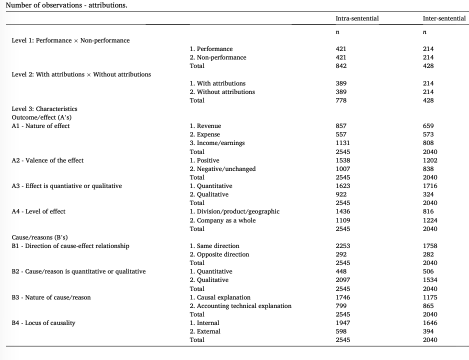 Number of observations - attributions.
Intra-sentential Inter-sentential
n n
Level 1: Performance × Non-performance
1. Performance 421 214
2. Non-performance 421 214
Total 842 428
Level 2: With attributions × Without attributions
1. With attributions 389 214
2. Without attributions 389 214
Total 778 428
Level 3: Characteristics
Outcome/effect (A's)
A1 - Nature of effect 1. Revenue 857 659
2. Expense 557 573
3. Income/earnings 1131 808
Total 2545 2040
A2 - Valence of the effect 1. Positive 1538 1202
2. Negative/unchanged 1007 838
Total 2545 2040
A3 - Effect is quantiative or qualitative 1. Quantitative 1623 1716
2. Qualitative 922 324
Total 2545 2040
A4 - Level of effect 1. Division/product/geographic 1436 816
2. Company as a whole 1109 1224
Total 2545 2040
Cause/reasons (B's)
B1 - Direction of cause-effect relationship 1. Same direction 2253 1758
2. Opposite direction 292 282
Total 2545 2040
B2 - Cause/reason is quantitative or qualitative 1. Quantitative 448 506
2. Qualitative 2097 1534
Total 2545 2040
B3 - Nature of cause/reason 1. Causal explanation 1746 1175
2. Accounting technical explanation 799 865
Total 2545 2040
B4 - Locus of causality 1. Internal 1947 1646
2. External 598 394
Total 2545 2040